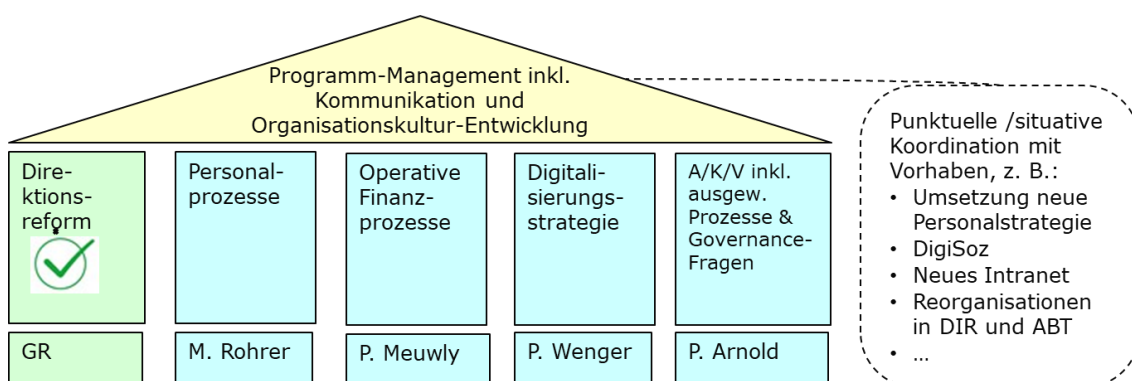 Programm-Management inkl.
Kommunikation und
Organisationskultur-Entwicklung
Dire-
ktions-
reform
Personal-
prozesse
Operative
Finanz-
prozesse
Digitali-
sierungs-
strategie
A/K/V inkl.
ausgew.
Prozesse &
Governance-
Fragen
GR
M. Rohrer
P. Meuwly
P. Wenger
P. Arnold
Punktuelle /situative
Koordination mit
Vorhaben, z. B.:
• Umsetzung neue
Personalstrategie
• DigiSoz
• Neues Intranet
• Reorganisationen
in DIR und ABT
• ...